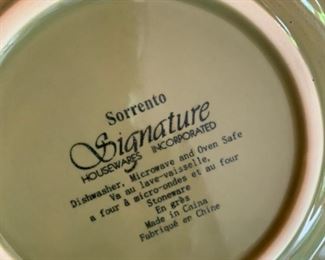 Sorrento
Signature
HOUSEWARES INCORPORATED
Dishwasher, Microwave and Oven Safe
Va au lave-vaisselle,
a four à micro-ondes et au four
Stoneware
En grès
Made in China
Fabriqué en Chine